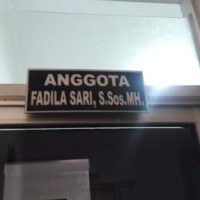 ANGGOTA
FADILA SARI, S.Sos.MH.